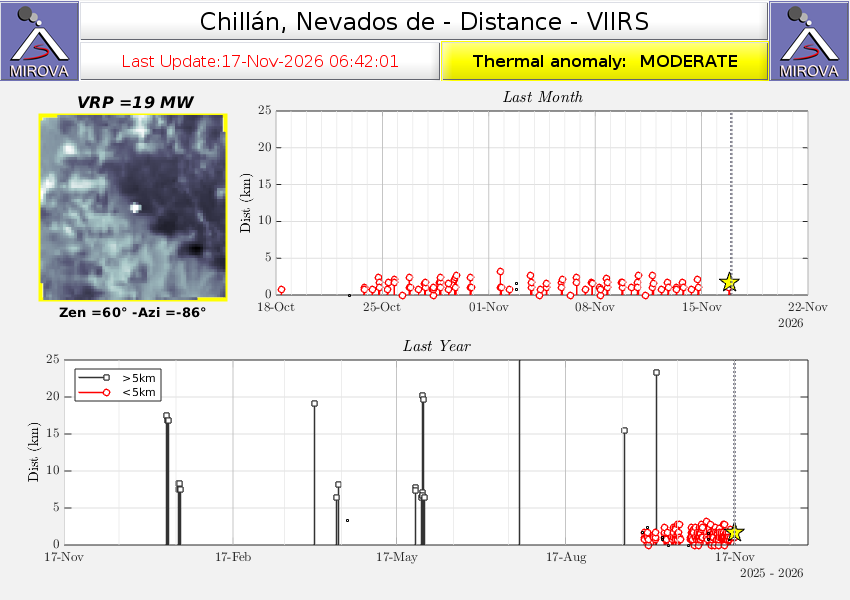 Chillán, Nevados de - Distance - VIIRS
MIROVA
Last Update:17-Nov-2026 06:42:01
Thermal anomaly: MODERATE
MIROVA
VRP =19 MW
Zen =60° -Azi =-86°
Last Month
Dist (km)
25
20
15
10
5
0
18-Oct 25-Oct 01-Nov 08-Nov 15-Nov 22-Nov
2026
Last Year
Dist (km)
25
20
15
10
5
0
>5km
<5km
17-Nov 17-Feb 17-May 17-Aug 17-Nov
2025 - 2026